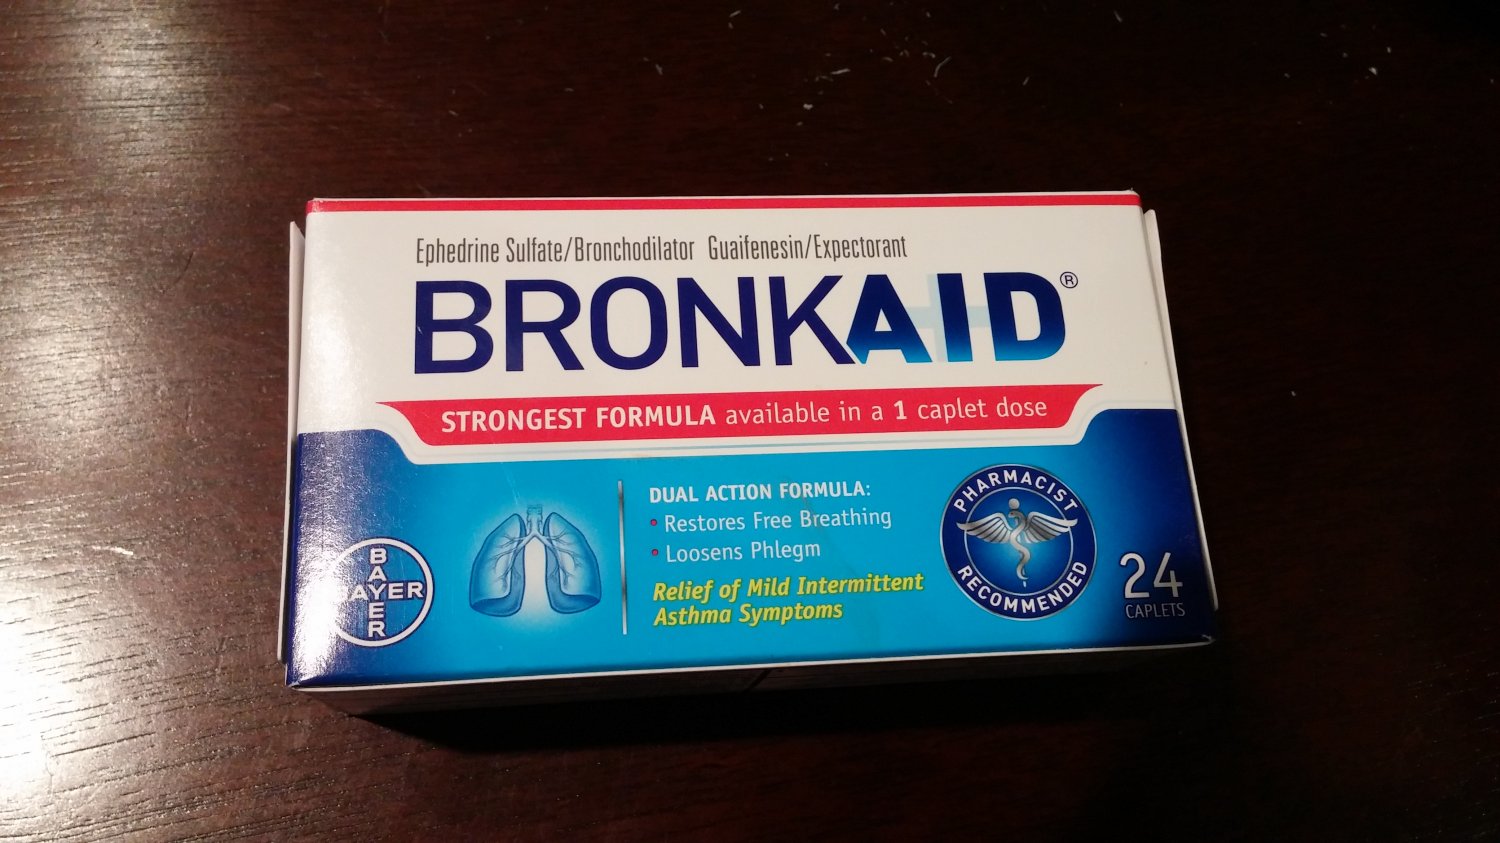 Ephedrine Sulfate/Bronchodilator Guaifenesin/Expectorant
BRONKAID®
STRONGEST FORMULA available in a 1 caplet dose
DUAL ACTION FORMULA:
• Restores Free Breathing
• Loosens Phlegm
Relief of Mild Intermittent
Asthma Symptoms
BAYER
BAYER
PHARMACIST
RECOMMENDED
24
CAPLETS